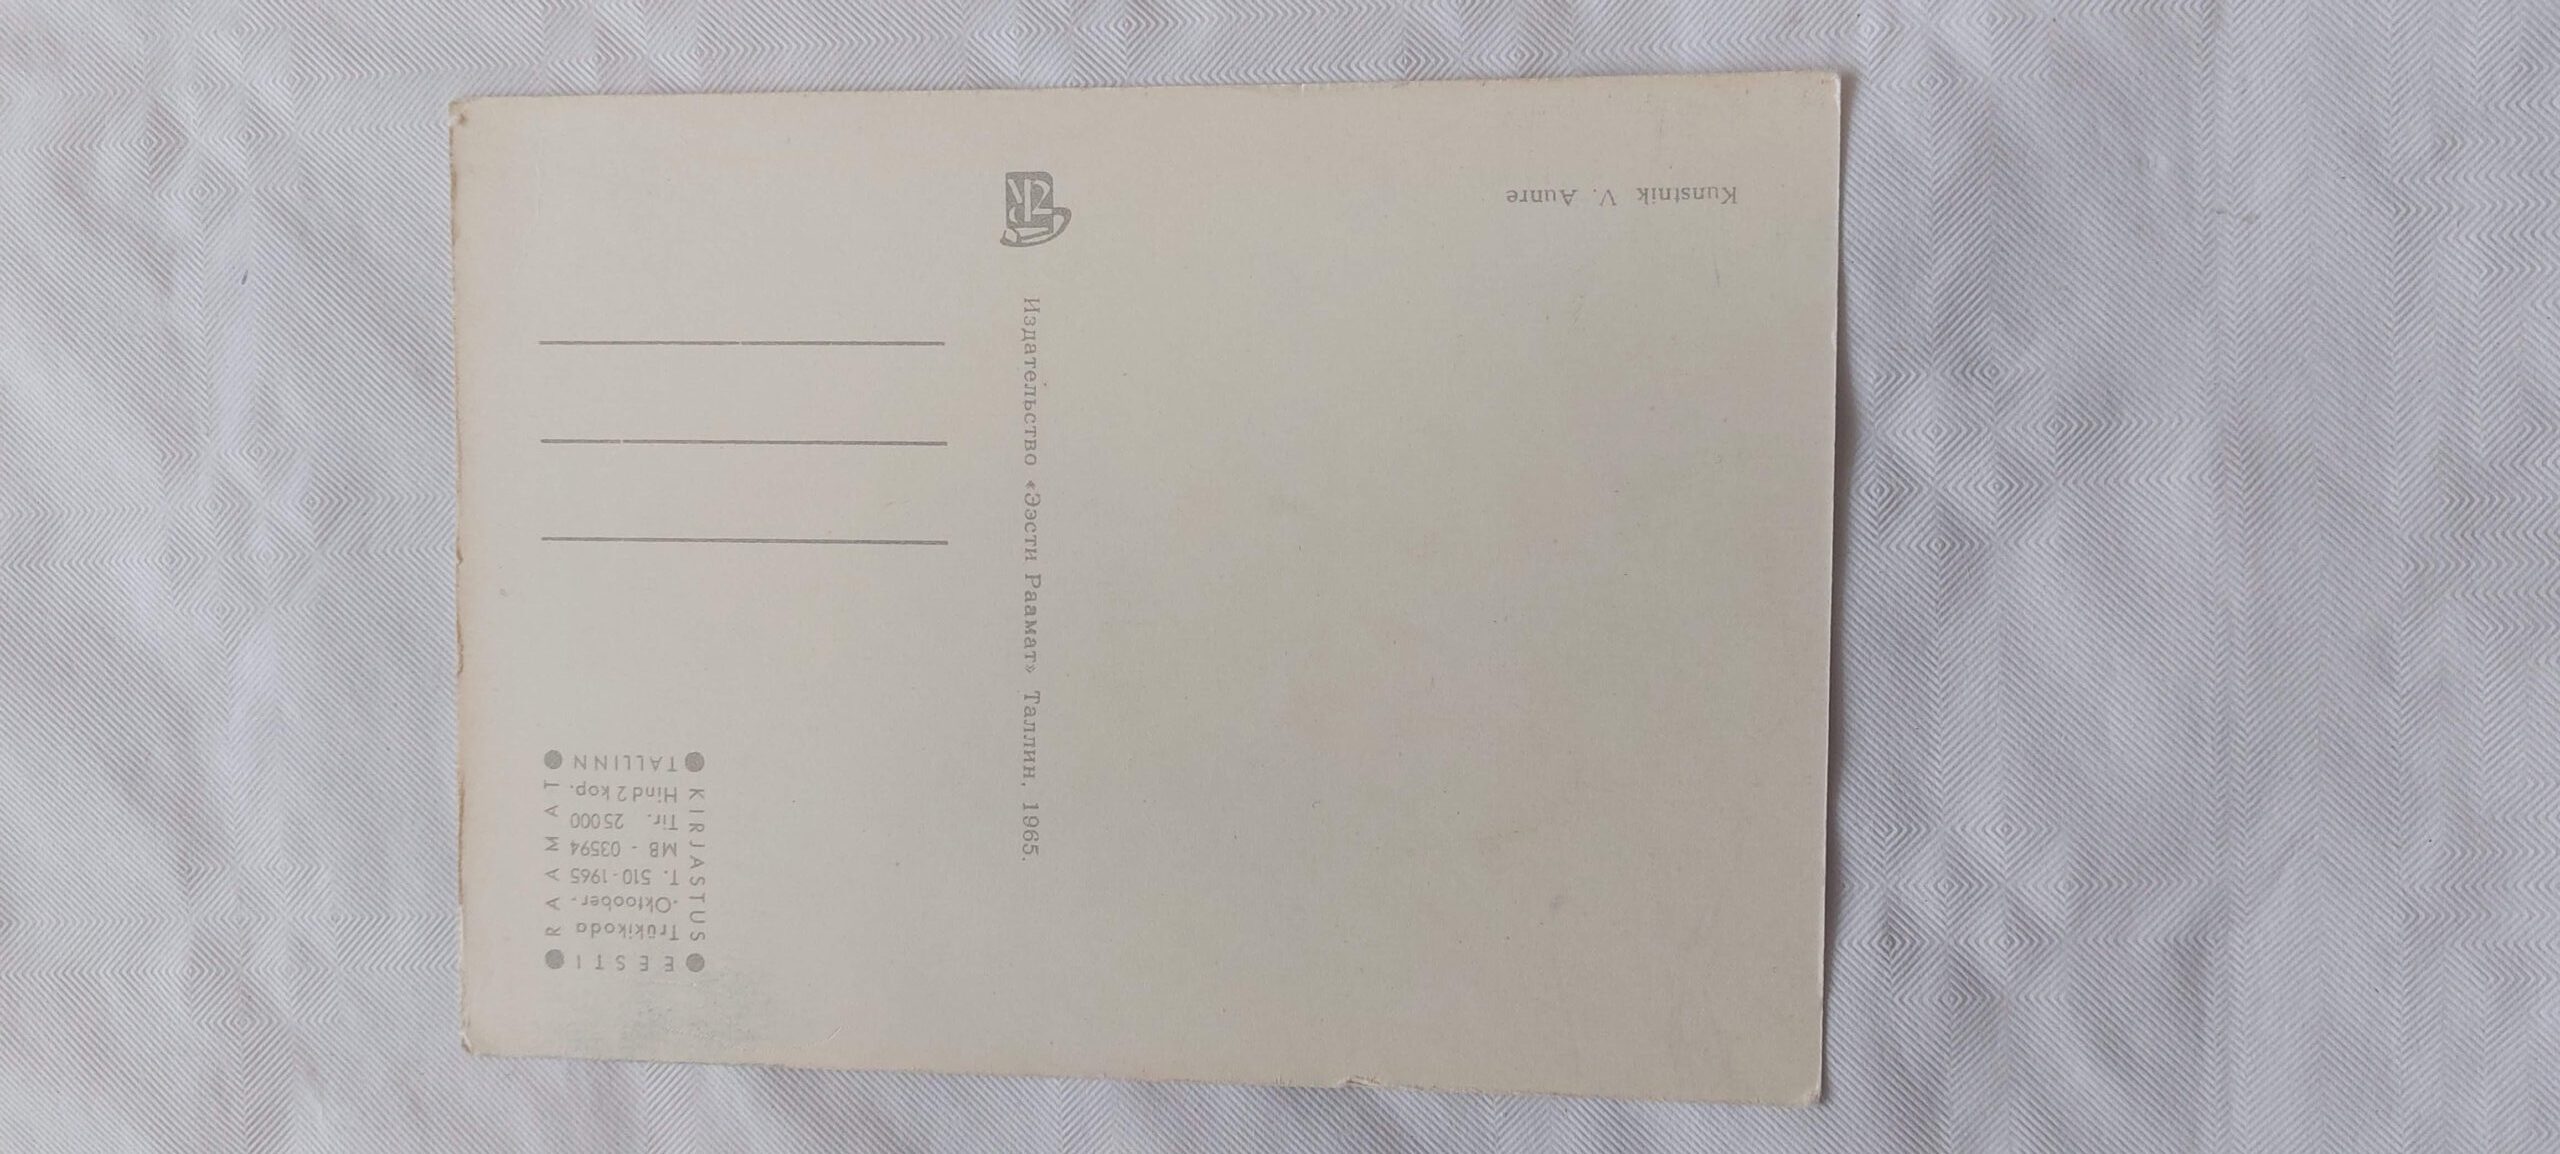 Kunstnik V. Aunre
Издательство «Ээсти Раамат» Таллин, 1965.
EESTI
RAAMAT
KIRJASTUS
Trükikoda
-Oktoober-
T. 510-1965
MB - 03594
Tir. 25000
Hind 2 kop.
TALLINN